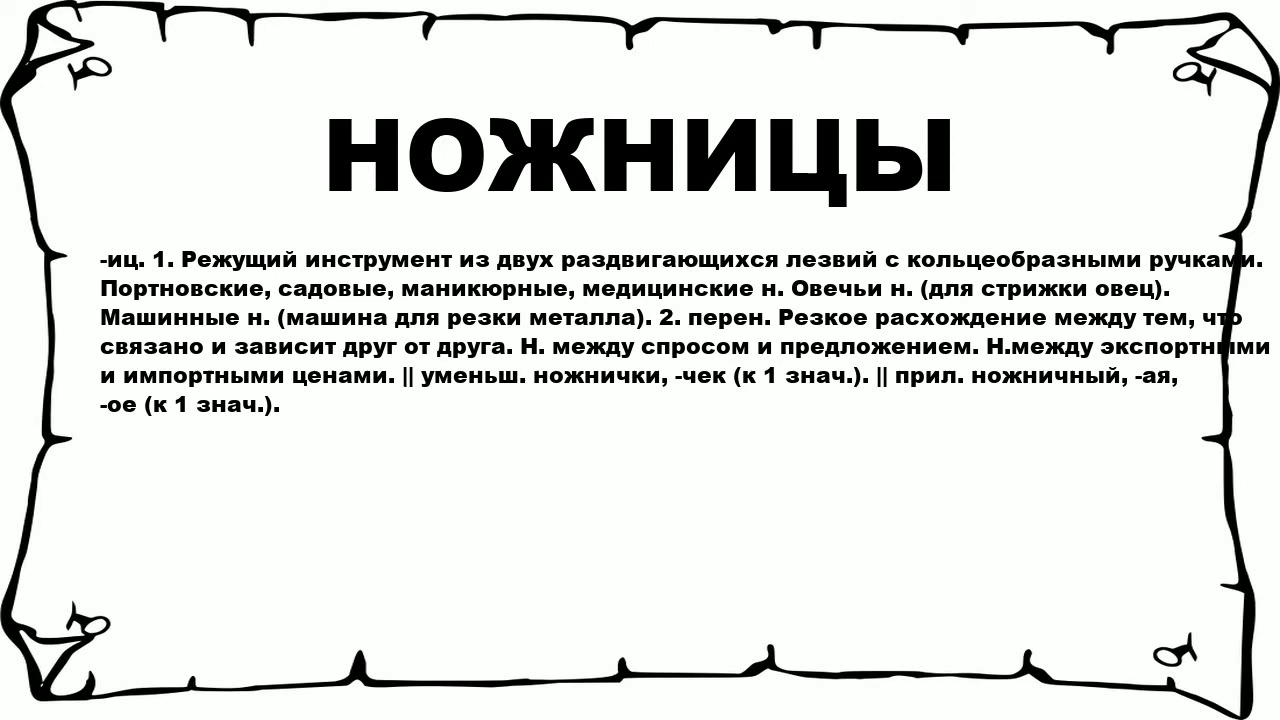 НОЖНИЦЫ
-иц. 1. Режущий инструмент из двух раздвигающихся лезвий с кольцеобразными ручками.
Портновские, садовые, маникюрные, медицинские н. Овечьи н. (для стрижки овец).
Машинные н. (машина для резки металла). 2. перен. Резкое расхождение между тем, что
связано и зависит друг от друга. Н. между спросом и предложением. Н.между экспортными
и импортными ценами. || уменьш. ножнички, -чек (к 1 знач.). || прил. ножничный, -ая,
-ое (к 1 знач.).